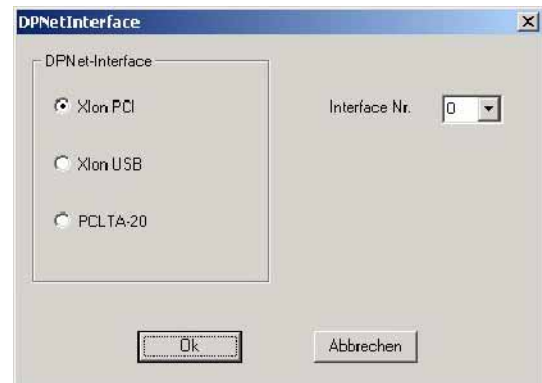 DPNetInterface
DPNet-Interface
Xlon PCI
Interface Nr. 0
Xlon USB
PCLTA-20
Ok
Abbrechen